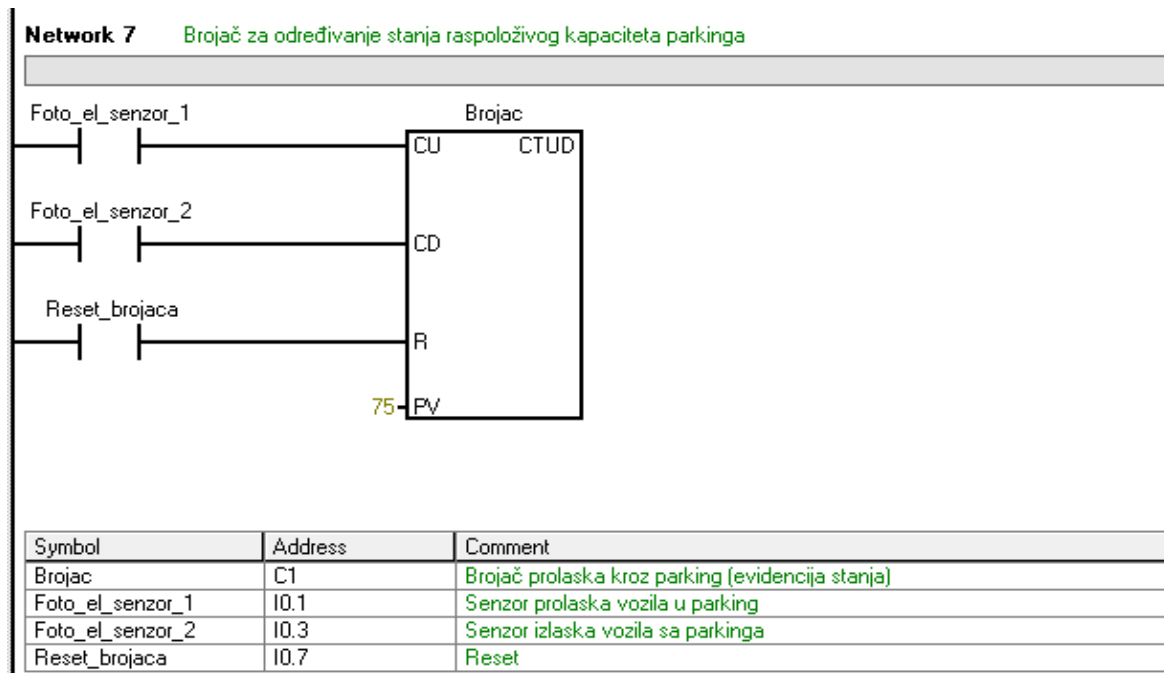 Network 7 Brojač za određivanje stanja raspoloživog kapaciteta parkinga
Foto_el_senzor_1
Brojac
CU CTUD
Foto_el_senzor_2
CD
Reset_brojaca
R
75 PV
Symbol Address Comment
Brojac C1 Brojač prolaska kroz parking (evidencija stanja)
Foto_el_senzor_1 I0.1 Senzor prolaska vozila u parking
Foto_el_senzor_2 I0.3 Senzor izlaska vozila sa parkinga
Reset_brojaca I0.7 Reset